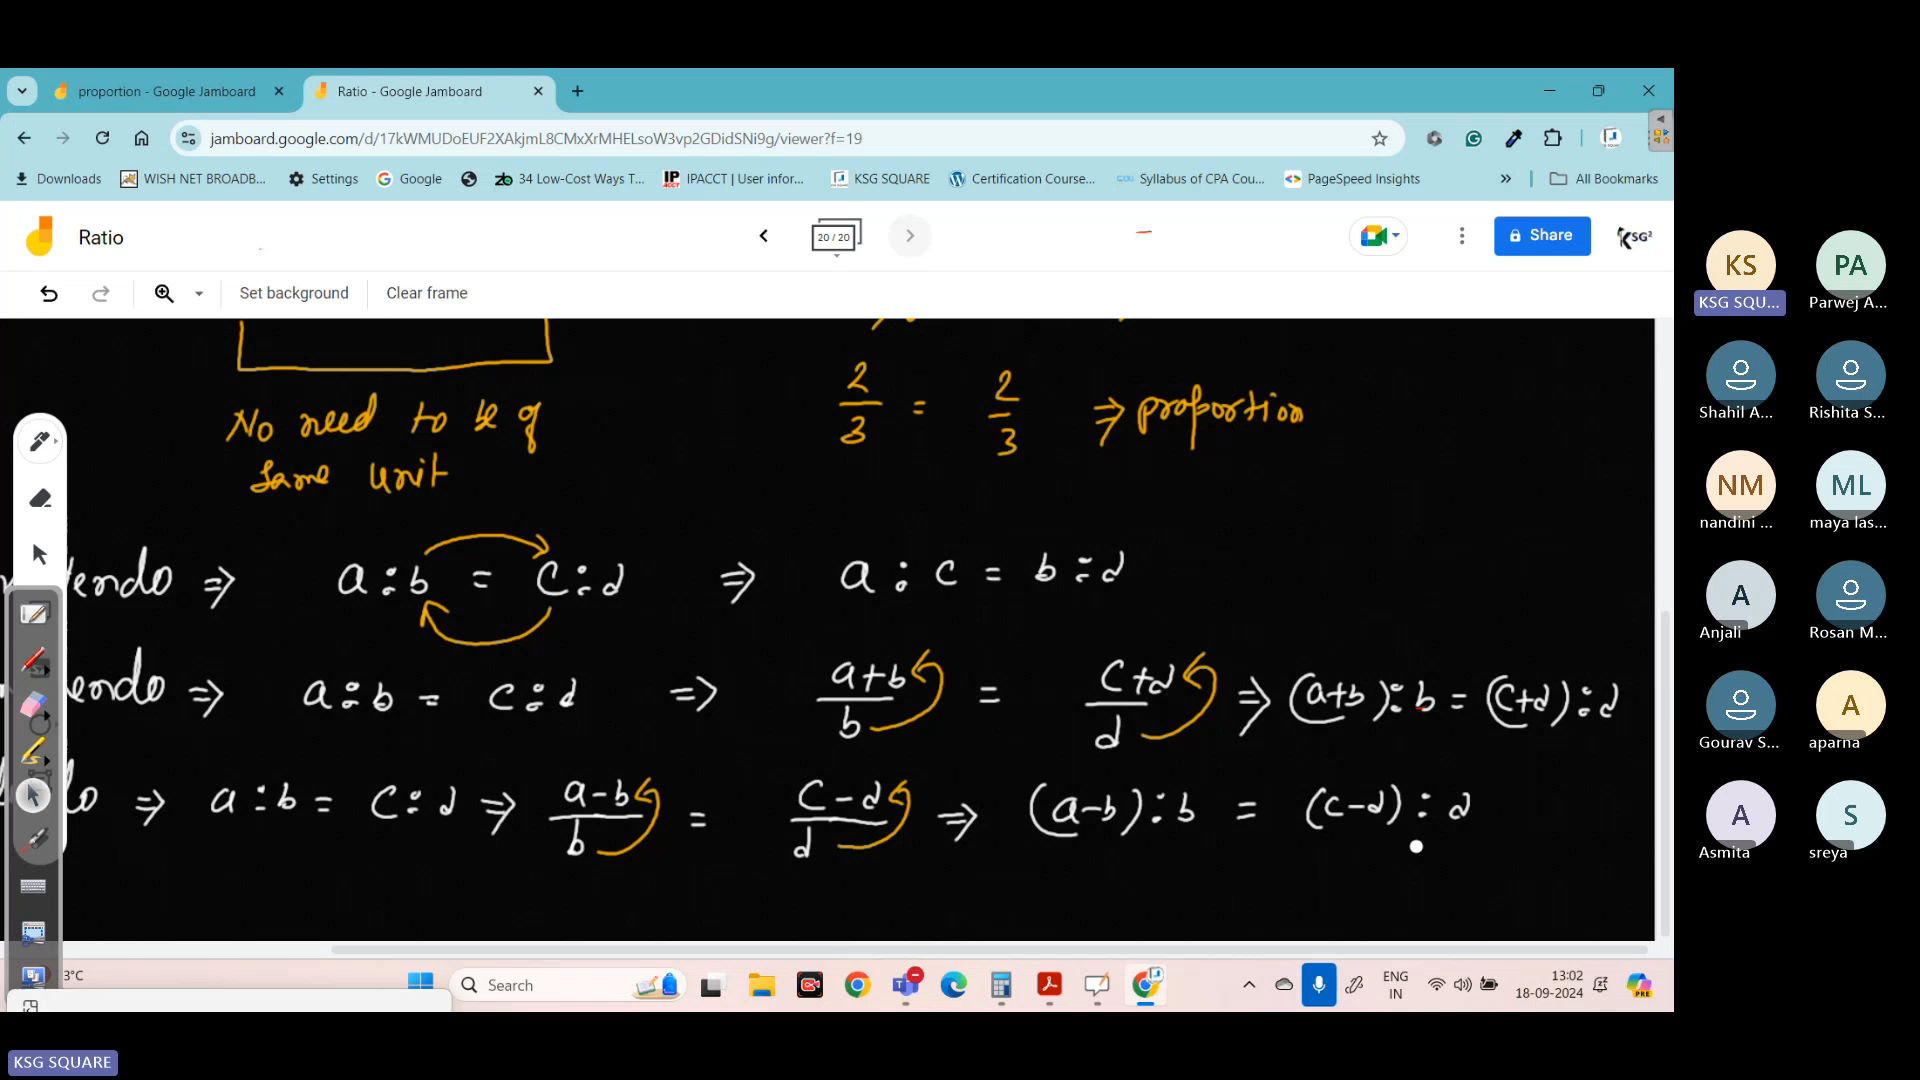 proportion - Google Jamboard
Ratio - Google Jamboard
jamboard.google.com/d/17kWMUDoEUF2XAkjmL8CMxXrMHELsoW3vp2GDidSNi9g/viewer?f=19
Downloads WISH NET BROADB... Settings Google 34 Low-Cost Ways T... IPACCT | User infor... KSG SQUARE Certification Course... Syllabus of CPA Cou... PageSpeed Insights » All Bookmarks
Ratio 20 / 20 Share KSG²
Set background Clear frame
2/3 = 2/3 ⇒ proportion
No need to be of
same unit
tendo ⇒ a:b = c:d ⇒ a : c = b : d
endo ⇒ a:b = c:d ⇒ a+b/b = c+d/d ⇒ (a+b):b = (c+d):d
do ⇒ a:b = c:d ⇒ a-b/b = c-d/d ⇒ (a-b):b = (c-d):d
3°C Search ENG IN 13:02 18-09-2024 PRE
KS PA
KSG SQU... Parwej A...
Shahil A... Rishita S...
NM ML
nandini ... maya las...
A
Anjali Rosan M...
A
Gourav S... aparna
A S
Asmita sreya
KSG SQUARE